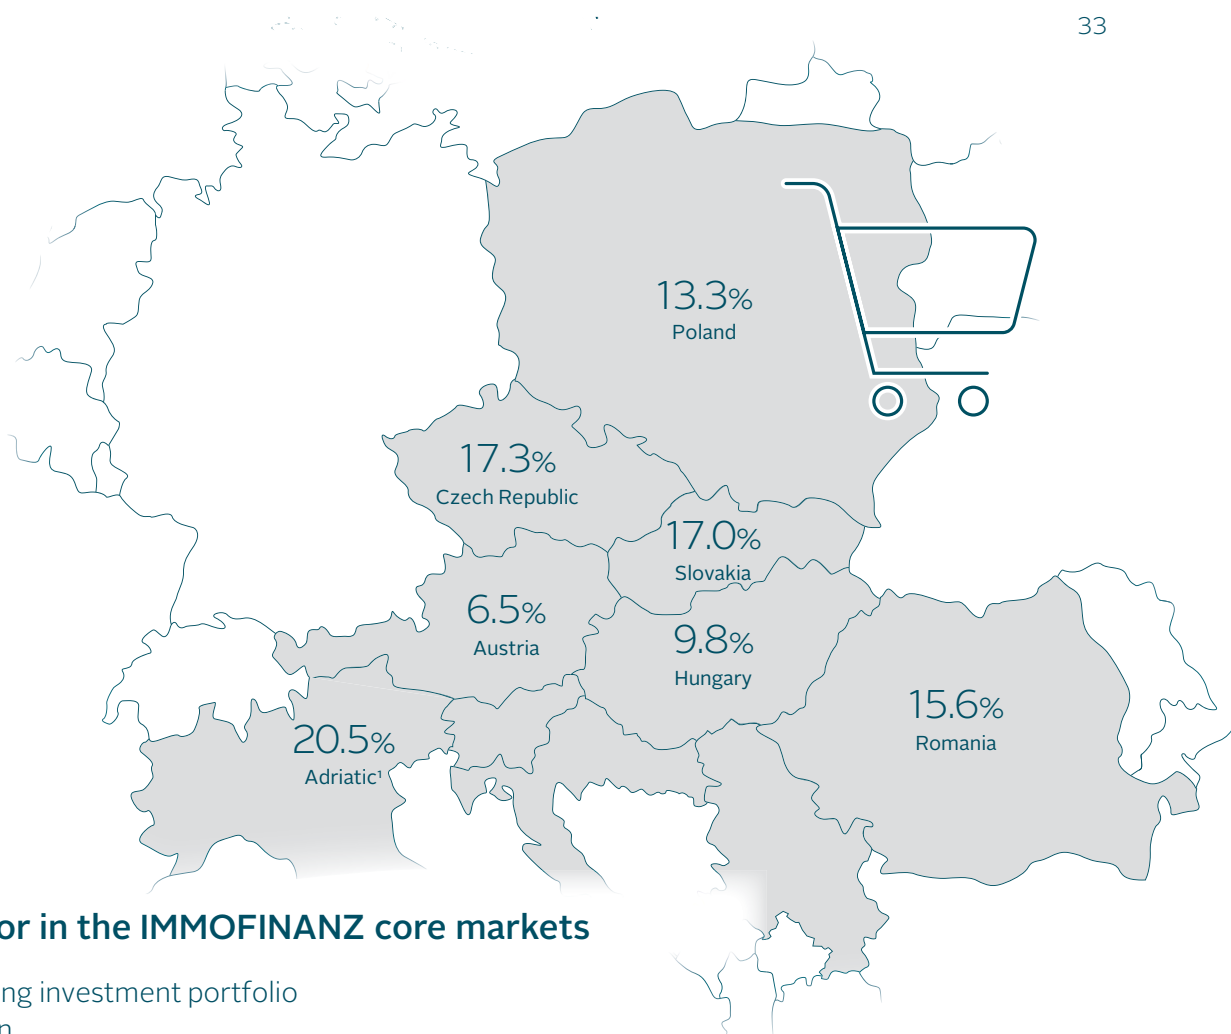 33
13.3%
Poland
17.3%
Czech Republic
17.0%
Slovakia
6.5%
Austria
9.8%
Hungary
15.6%
Romania
20.5%
Adriatic¹
or in the IMMOFINANZ core markets
ng investment portfolio